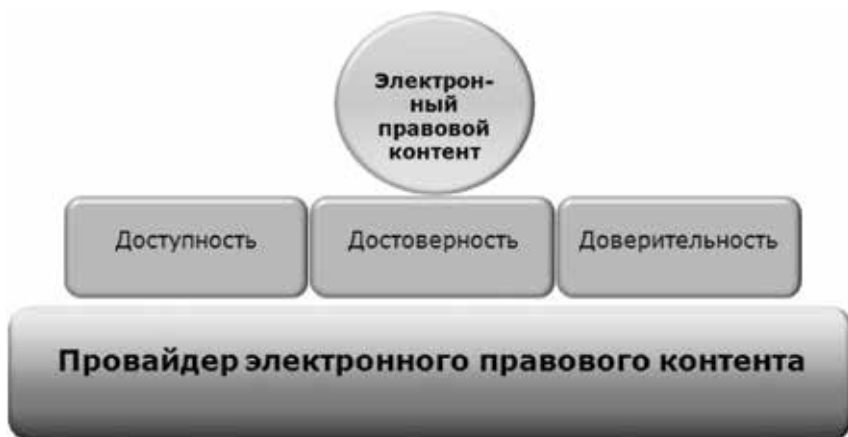 Электрон-
ный
правовой
контент
Доступность
Достоверность
Доверительность
Провайдер электронного правового контента